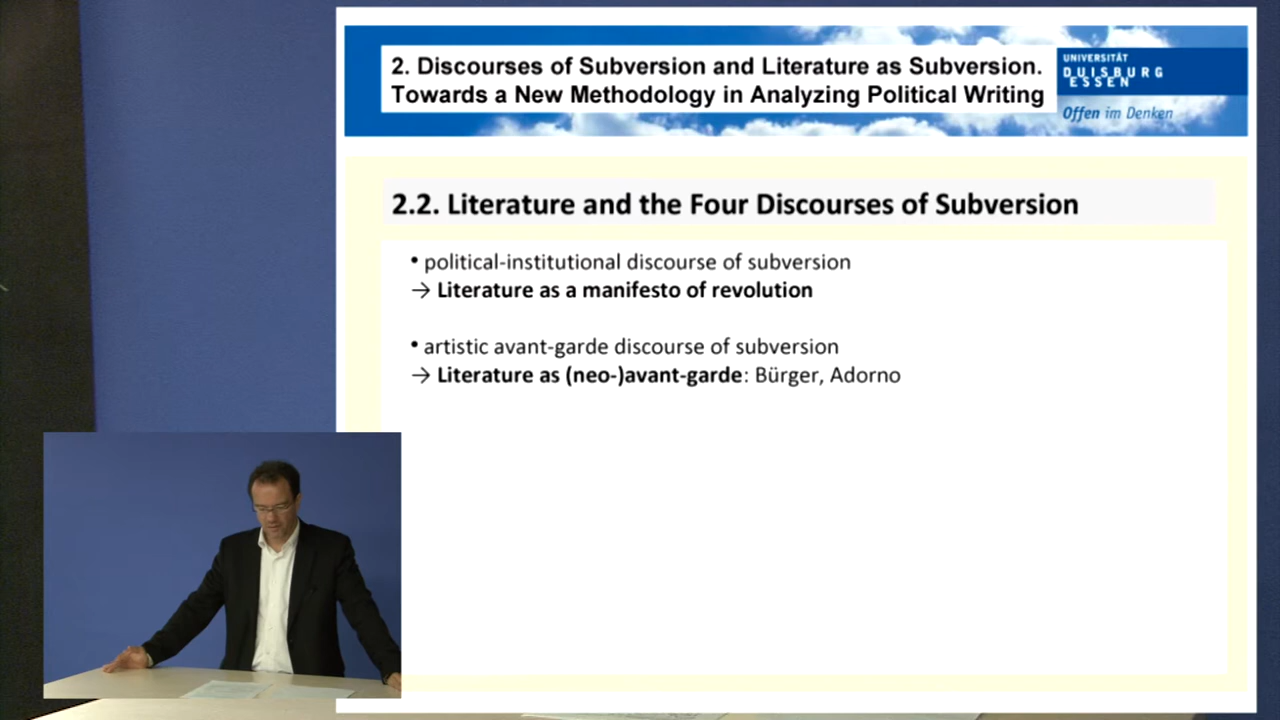 2. Discourses of Subversion and Literature as Subversion.
Towards a New Methodology in Analyzing Political Writing
UNIVERSITÄT
DUISBURG
ESSEN
Offen im Denken
2.2. Literature and the Four Discourses of Subversion
• political-institutional discourse of subversion
→ Literature as a manifesto of revolution
• artistic avant-garde discourse of subversion
→ Literature as (neo-)avant-garde: Bürger, Adorno